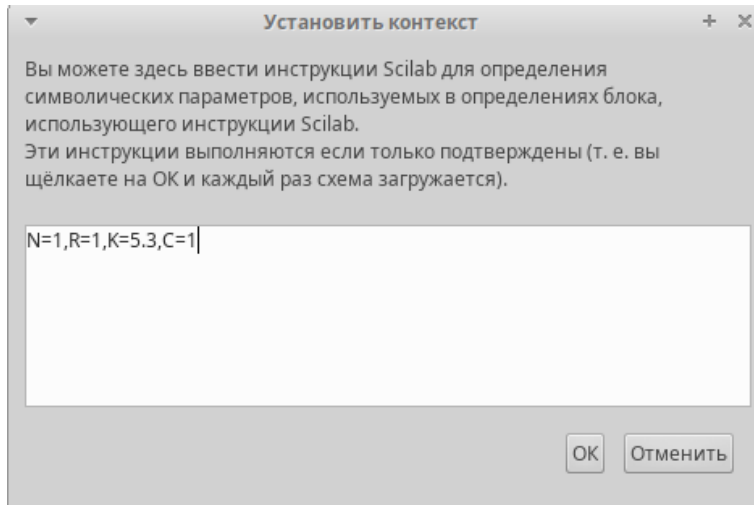 Установить контекст
Вы можете здесь ввести инструкции Scilab для определения
символических параметров, используемых в определениях блока,
использующего инструкции Scilab.
Эти инструкции выполняются если только подтверждены (т. е. вы
щёлкаете на ОК и каждый раз схема загружается).
N=1,R=1,K=5.3,C=1
ОК Отменить